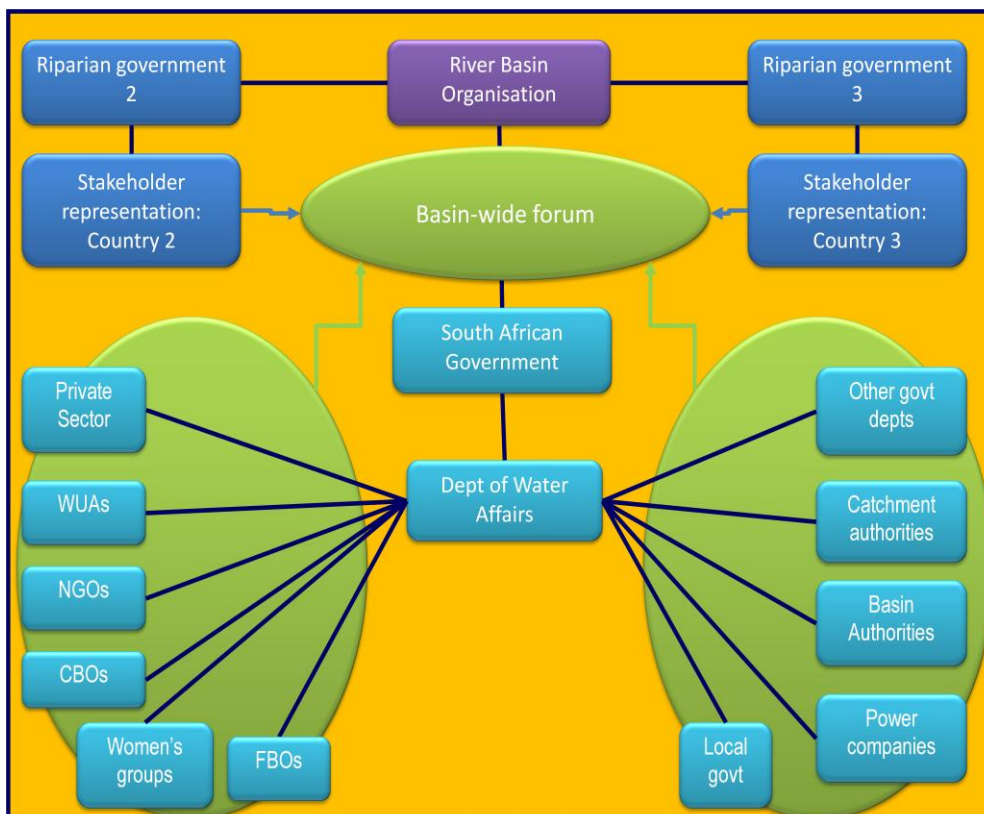 Riparian government
2
River Basin
Organisation
Riparian government
3
Stakeholder
representation:
Country 2
Basin-wide forum
Stakeholder
representation:
Country 3
South African
Government
Private
Sector
Other govt
depts
WUAs
Dept of Water
Affairs
Catchment
authorities
NGOs
Basin
Authorities
CBOs
Women's
groups
FBOs
Local
govt
Power
companies